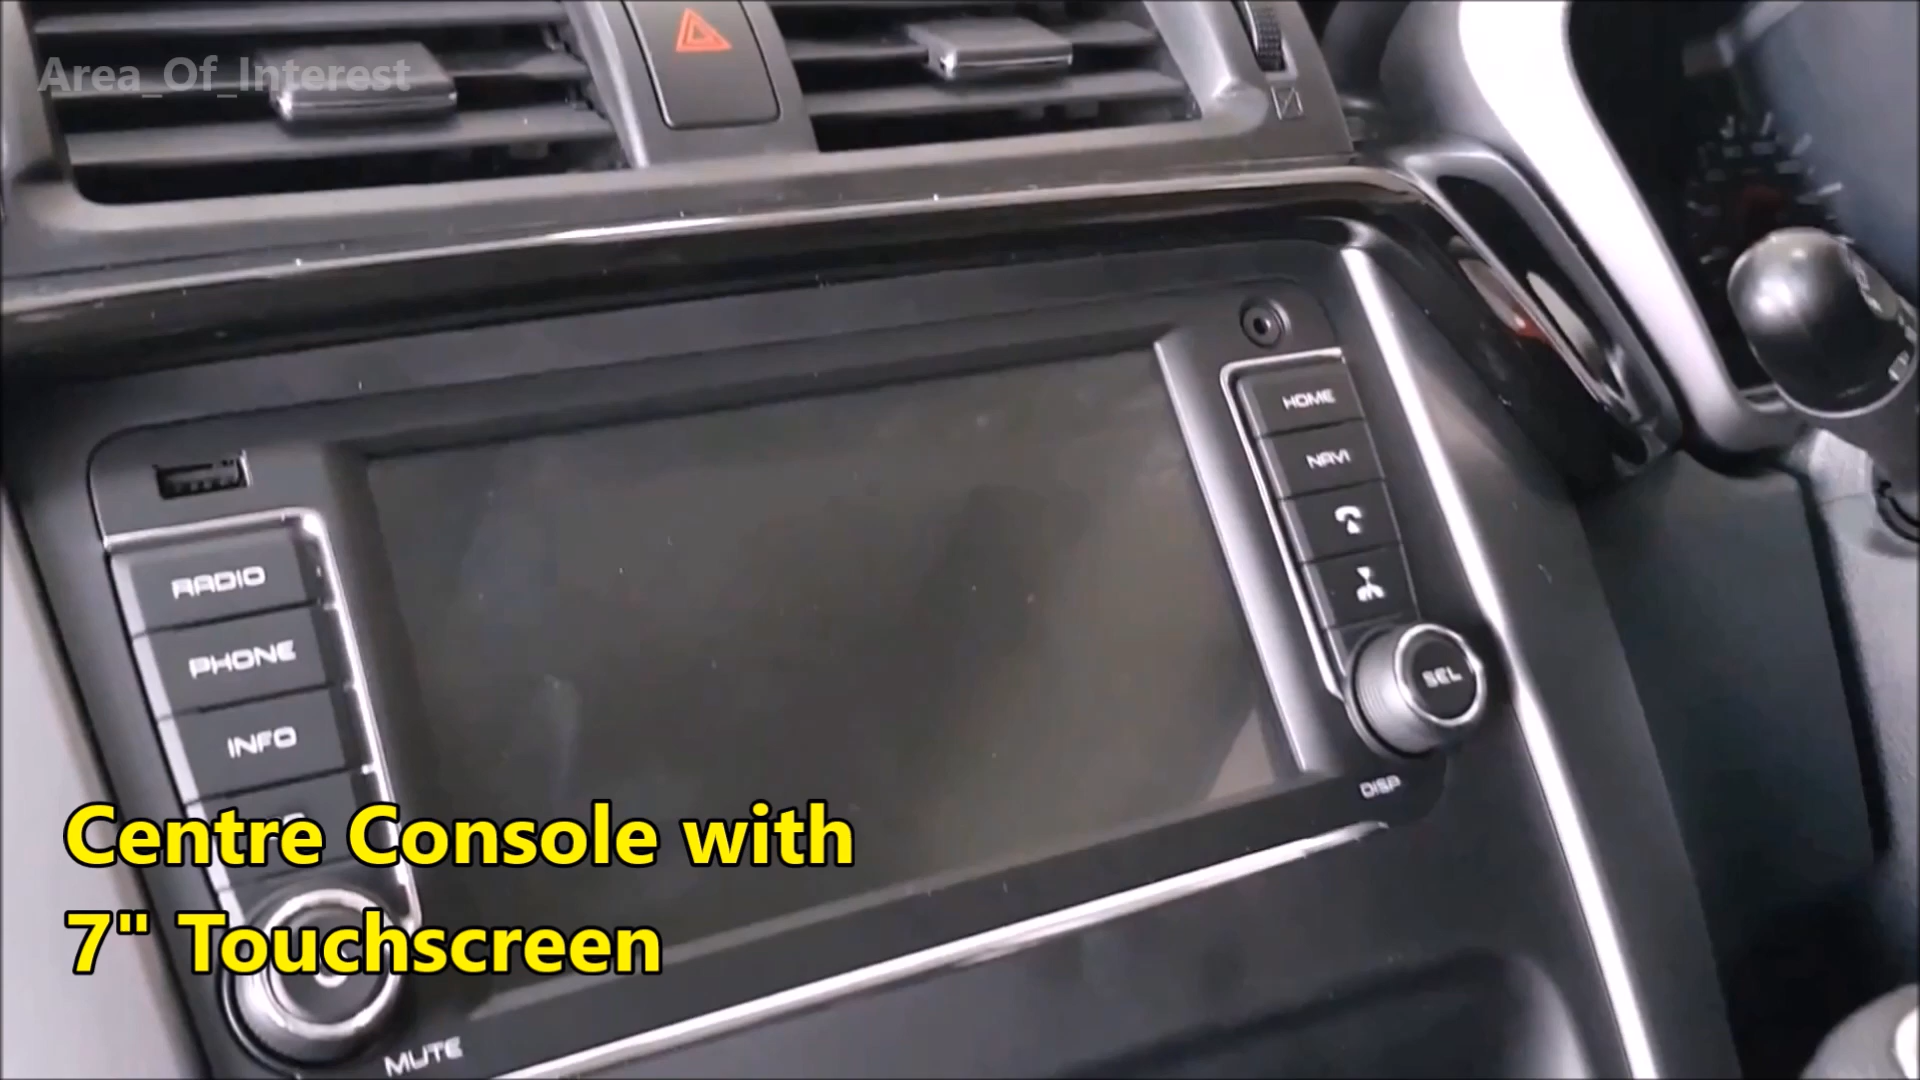 Area_Of_Interest
HOME
NAVI
RADIO
PHONE
INFO
SEL
DISP
Centre Console with
7" Touchscreen
MUTE